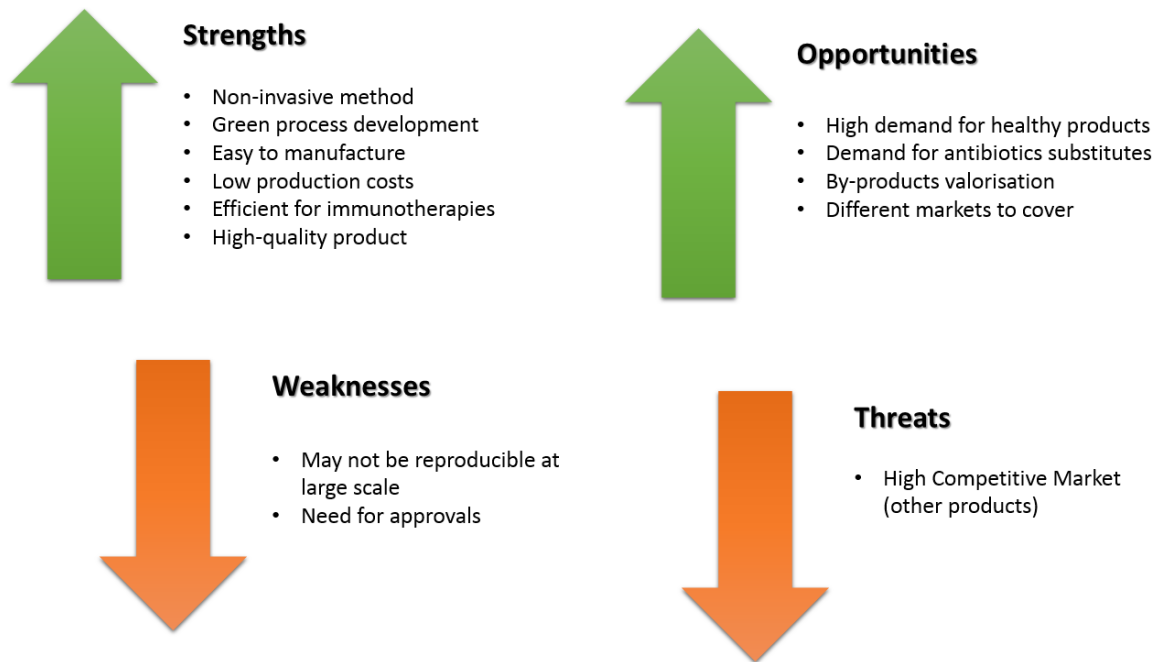 Strengths
• Non-invasive method
• Green process development
• Easy to manufacture
• Low production costs
• Efficient for immunotherapies
• High-quality product
Opportunities
• High demand for healthy products
• Demand for antibiotics substitutes
• By-products valorisation
• Different markets to cover
Weaknesses
• May not be reproducible at
large scale
• Need for approvals
Threats
• High Competitive Market
(other products)